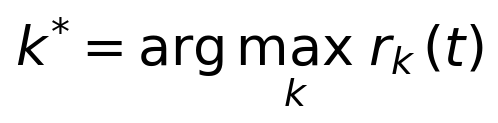 k* = arg max_k r_k (t)